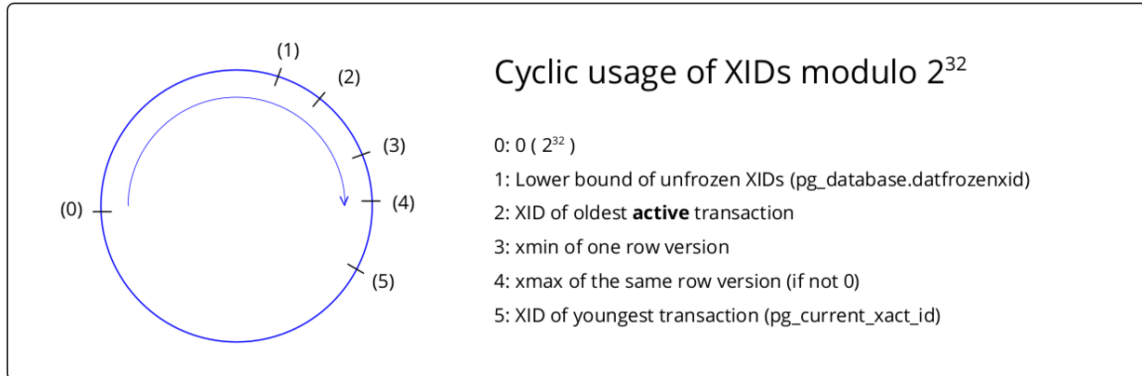 Cyclic usage of XIDs modulo 2³²
(1)
(2)
(3)
(0)
(4)
(5)
0: 0 ( 2³² )
1: Lower bound of unfrozen XIDs (pg_database.datfrozenxid)
2: XID of oldest active transaction
3: xmin of one row version
4: xmax of the same row version (if not 0)
5: XID of youngest transaction (pg_current_xact_id)